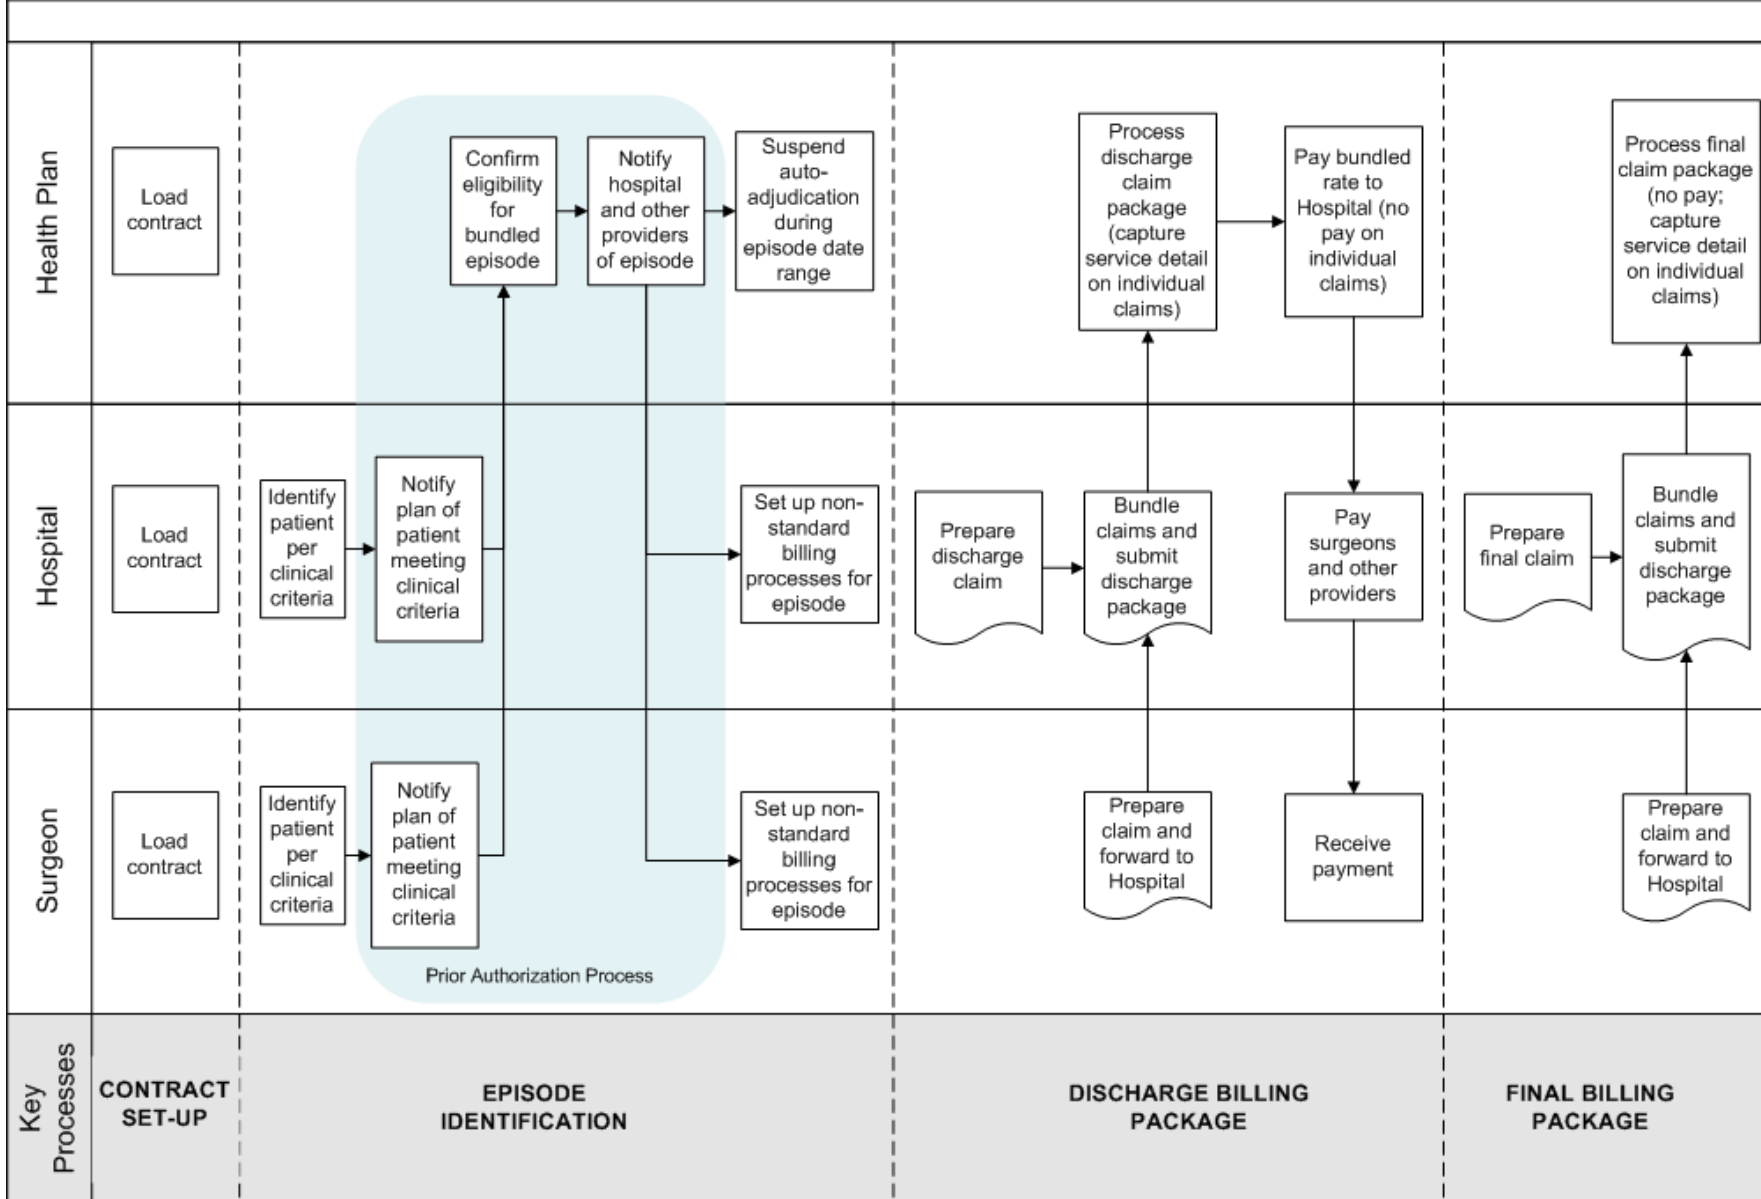 Health Plan
Load
contract
Confirm
eligibility
for
bundled
episode
Notify
hospital
and other
providers
of episode
Suspend
auto-
adjudication
during
episode date
range
Process
discharge
claim
package
(capture
service detail
on individual
claims)
Pay bundled
rate to
Hospital (no
pay on
individual
claims)
Process final
claim package
(no pay;
capture
service detail
on individual
claims)
Hospital
Load
contract
Identify
patient
per
clinical
criteria
Notify
plan of
patient
meeting
clinical
criteria
Set up non-
standard
billing
processes for
episode
Prepare
discharge
claim
Bundle
claims and
submit
discharge
package
Pay
surgeons
and other
providers
Prepare
final claim
Bundle
claims and
submit
discharge
package
Surgeon
Load
contract
Identify
patient
per
clinical
criteria
Notify
plan of
patient
meeting
clinical
criteria
Set up non-
standard
billing
processes for
episode
Prepare
claim and
forward to
Hospital
Receive
payment
Prepare
claim and
forward to
Hospital
Prior Authorization Process
Key
Processes
CONTRACT
SET-UP
EPISODE
IDENTIFICATION
DISCHARGE BILLING
PACKAGE
FINAL BILLING
PACKAGE